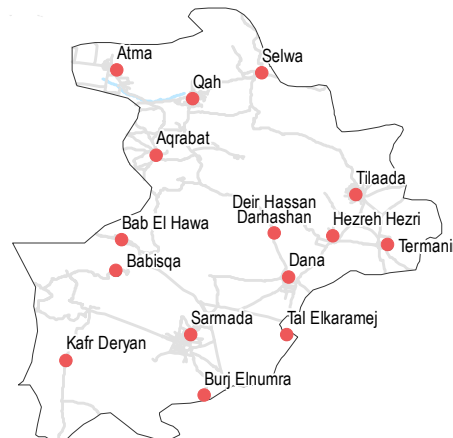 Atma
Selwa
Qah
Aqrabat
Tilaada
Deir Hassan
Darhashan
Hezreh Hezri
Bab El Hawa
Termani
Babisqa
Dana
Sarmada
Tal Elkaramej
Kafr Deryan
Burj Elnumra